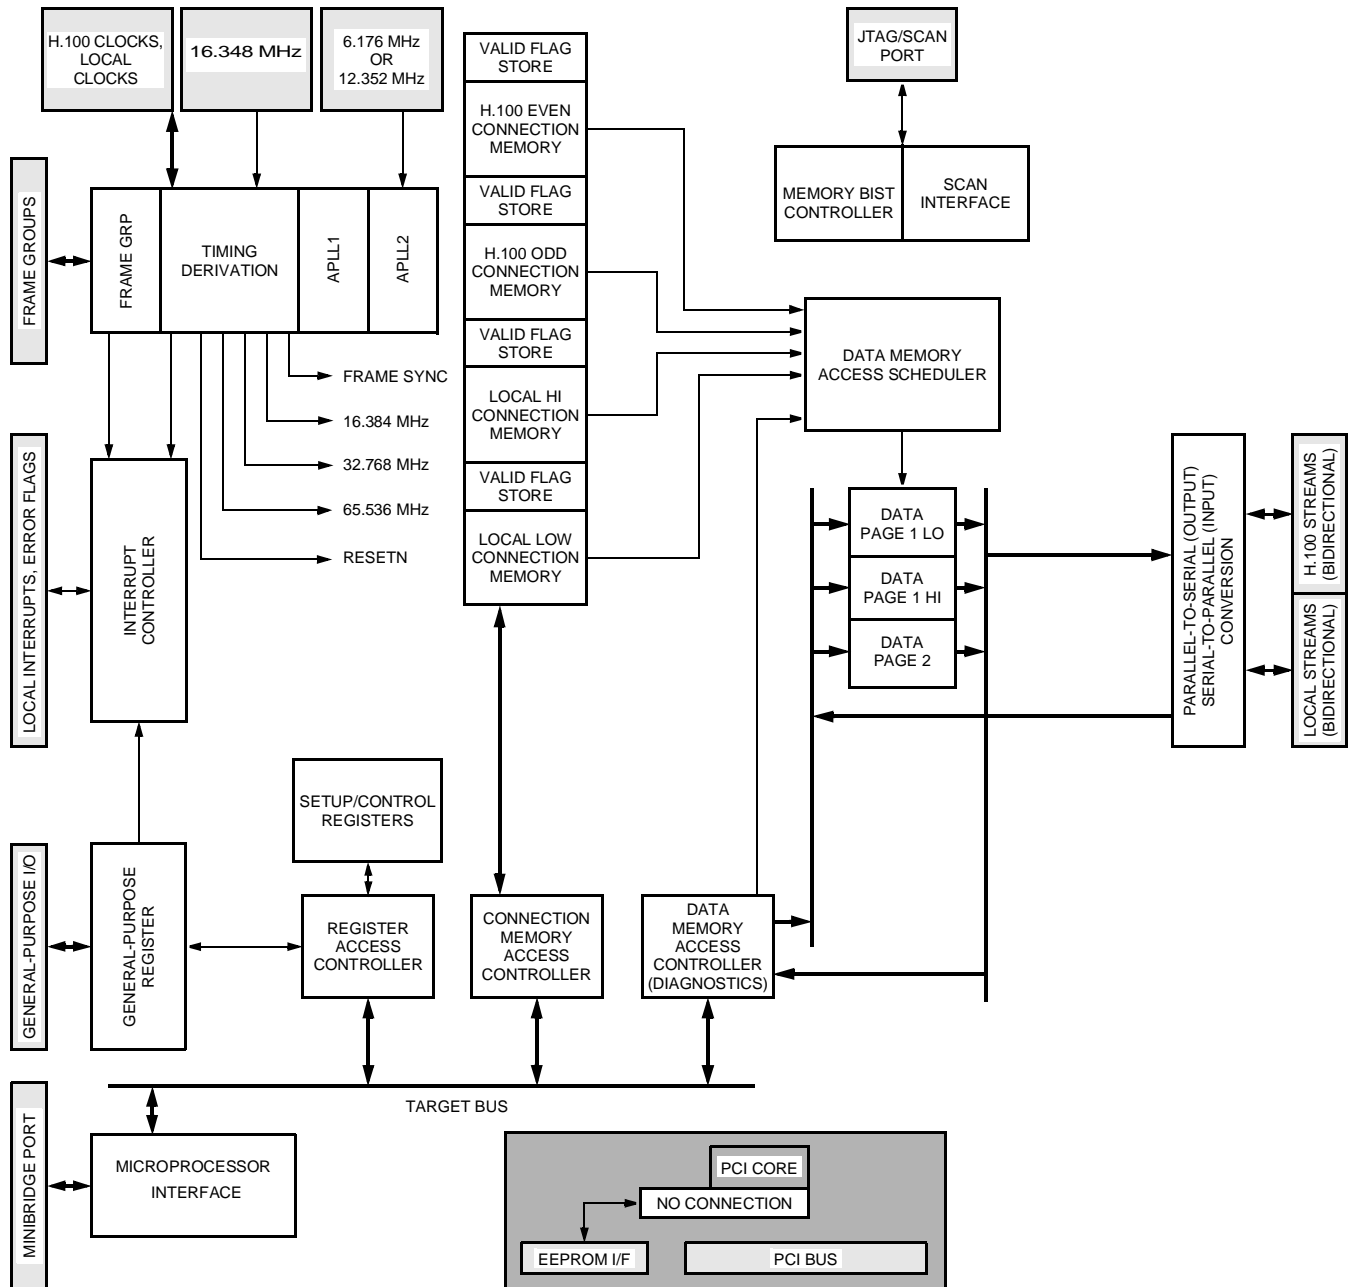 H.100 CLOCKS,
LOCAL
CLOCKS
16.348 MHz
6.176 MHz
OR
12.352 MHz
VALID FLAG
STORE
H.100 EVEN
CONNECTION
MEMORY
VALID FLAG
STORE
H.100 ODD
CONNECTION
MEMORY
VALID FLAG
STORE
LOCAL HI
CONNECTION
MEMORY
VALID FLAG
STORE
LOCAL LOW
CONNECTION
MEMORY
JTAG/SCAN
PORT
MEMORY BIST
CONTROLLER
SCAN
INTERFACE
FRAME GROUPS
FRAME GRP
TIMING
DERIVATION
APLL1
APLL2
FRAME SYNC
16.384 MHz
32.768 MHz
65.536 MHz
RESETN
DATA MEMORY
ACCESS SCHEDULER
LOCAL INTERRUPTS, ERROR FLAGS
INTERRUPT
CONTROLLER
DATA
PAGE 1 LO
DATA
PAGE 1 HI
DATA
PAGE 2
PARALLEL-TO-SERIAL (OUTPUT)
SERIAL-TO-PARALLEL (INPUT)
CONVERSION
H.100 STREAMS
(BIDIRECTIONAL)
LOCAL STREAMS
(BIDIRECTIONAL)
SETUP/CONTROL
REGISTERS
GENERAL-PURPOSE I/O
GENERAL-PURPOSE
REGISTER
REGISTER
ACCESS
CONTROLLER
CONNECTION
MEMORY
ACCESS
CONTROLLER
DATA
MEMORY
ACCESS
CONTROLLER
(DIAGNOSTICS)
TARGET BUS
MINIBRIDGE PORT
MICROPROCESSOR
INTERFACE
PCI CORE
NO CONNECTION
EEPROM I/F
PCI BUS